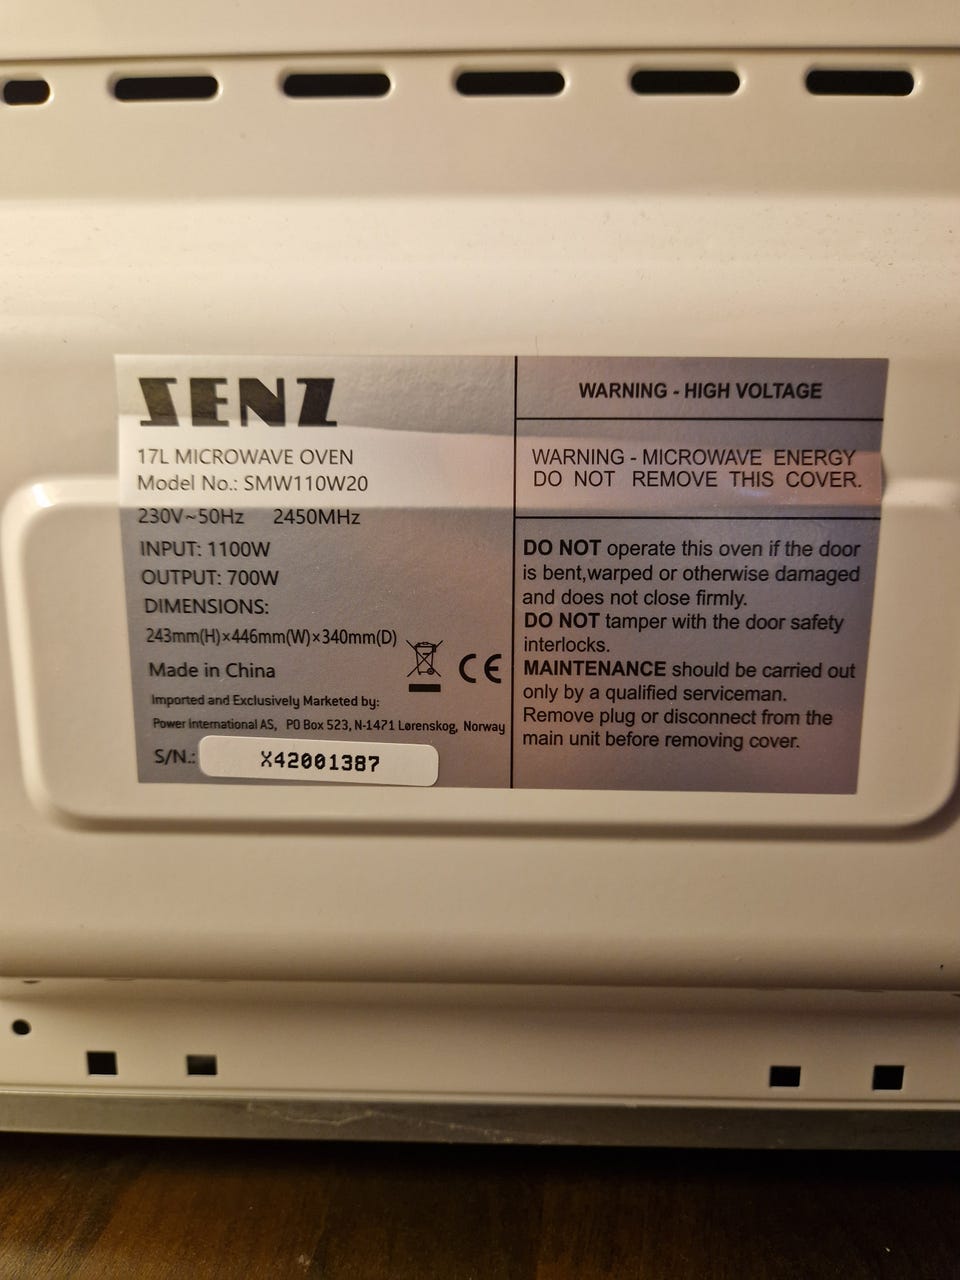 SENZ
17L MICROWAVE OVEN
Model No.: SMW110W20
230V~50Hz 2450MHz
INPUT: 1100W
OUTPUT: 700W
DIMENSIONS:
243mm(H)×446mm(W)×340mm(D)
Made in China
CE
Imported and Exclusively Marketed by:
Power International AS, PO Box 523, N-1471 Lørenskog, Norway
S/N.: X42001387
WARNING - HIGH VOLTAGE
WARNING - MICROWAVE ENERGY
DO NOT REMOVE THIS COVER.
DO NOT operate this oven if the door
is bent,warped or otherwise damaged
and does not close firmly.
DO NOT tamper with the door safety
interlocks.
MAINTENANCE should be carried out
only by a qualified serviceman.
Remove plug or disconnect from the
main unit before removing cover.